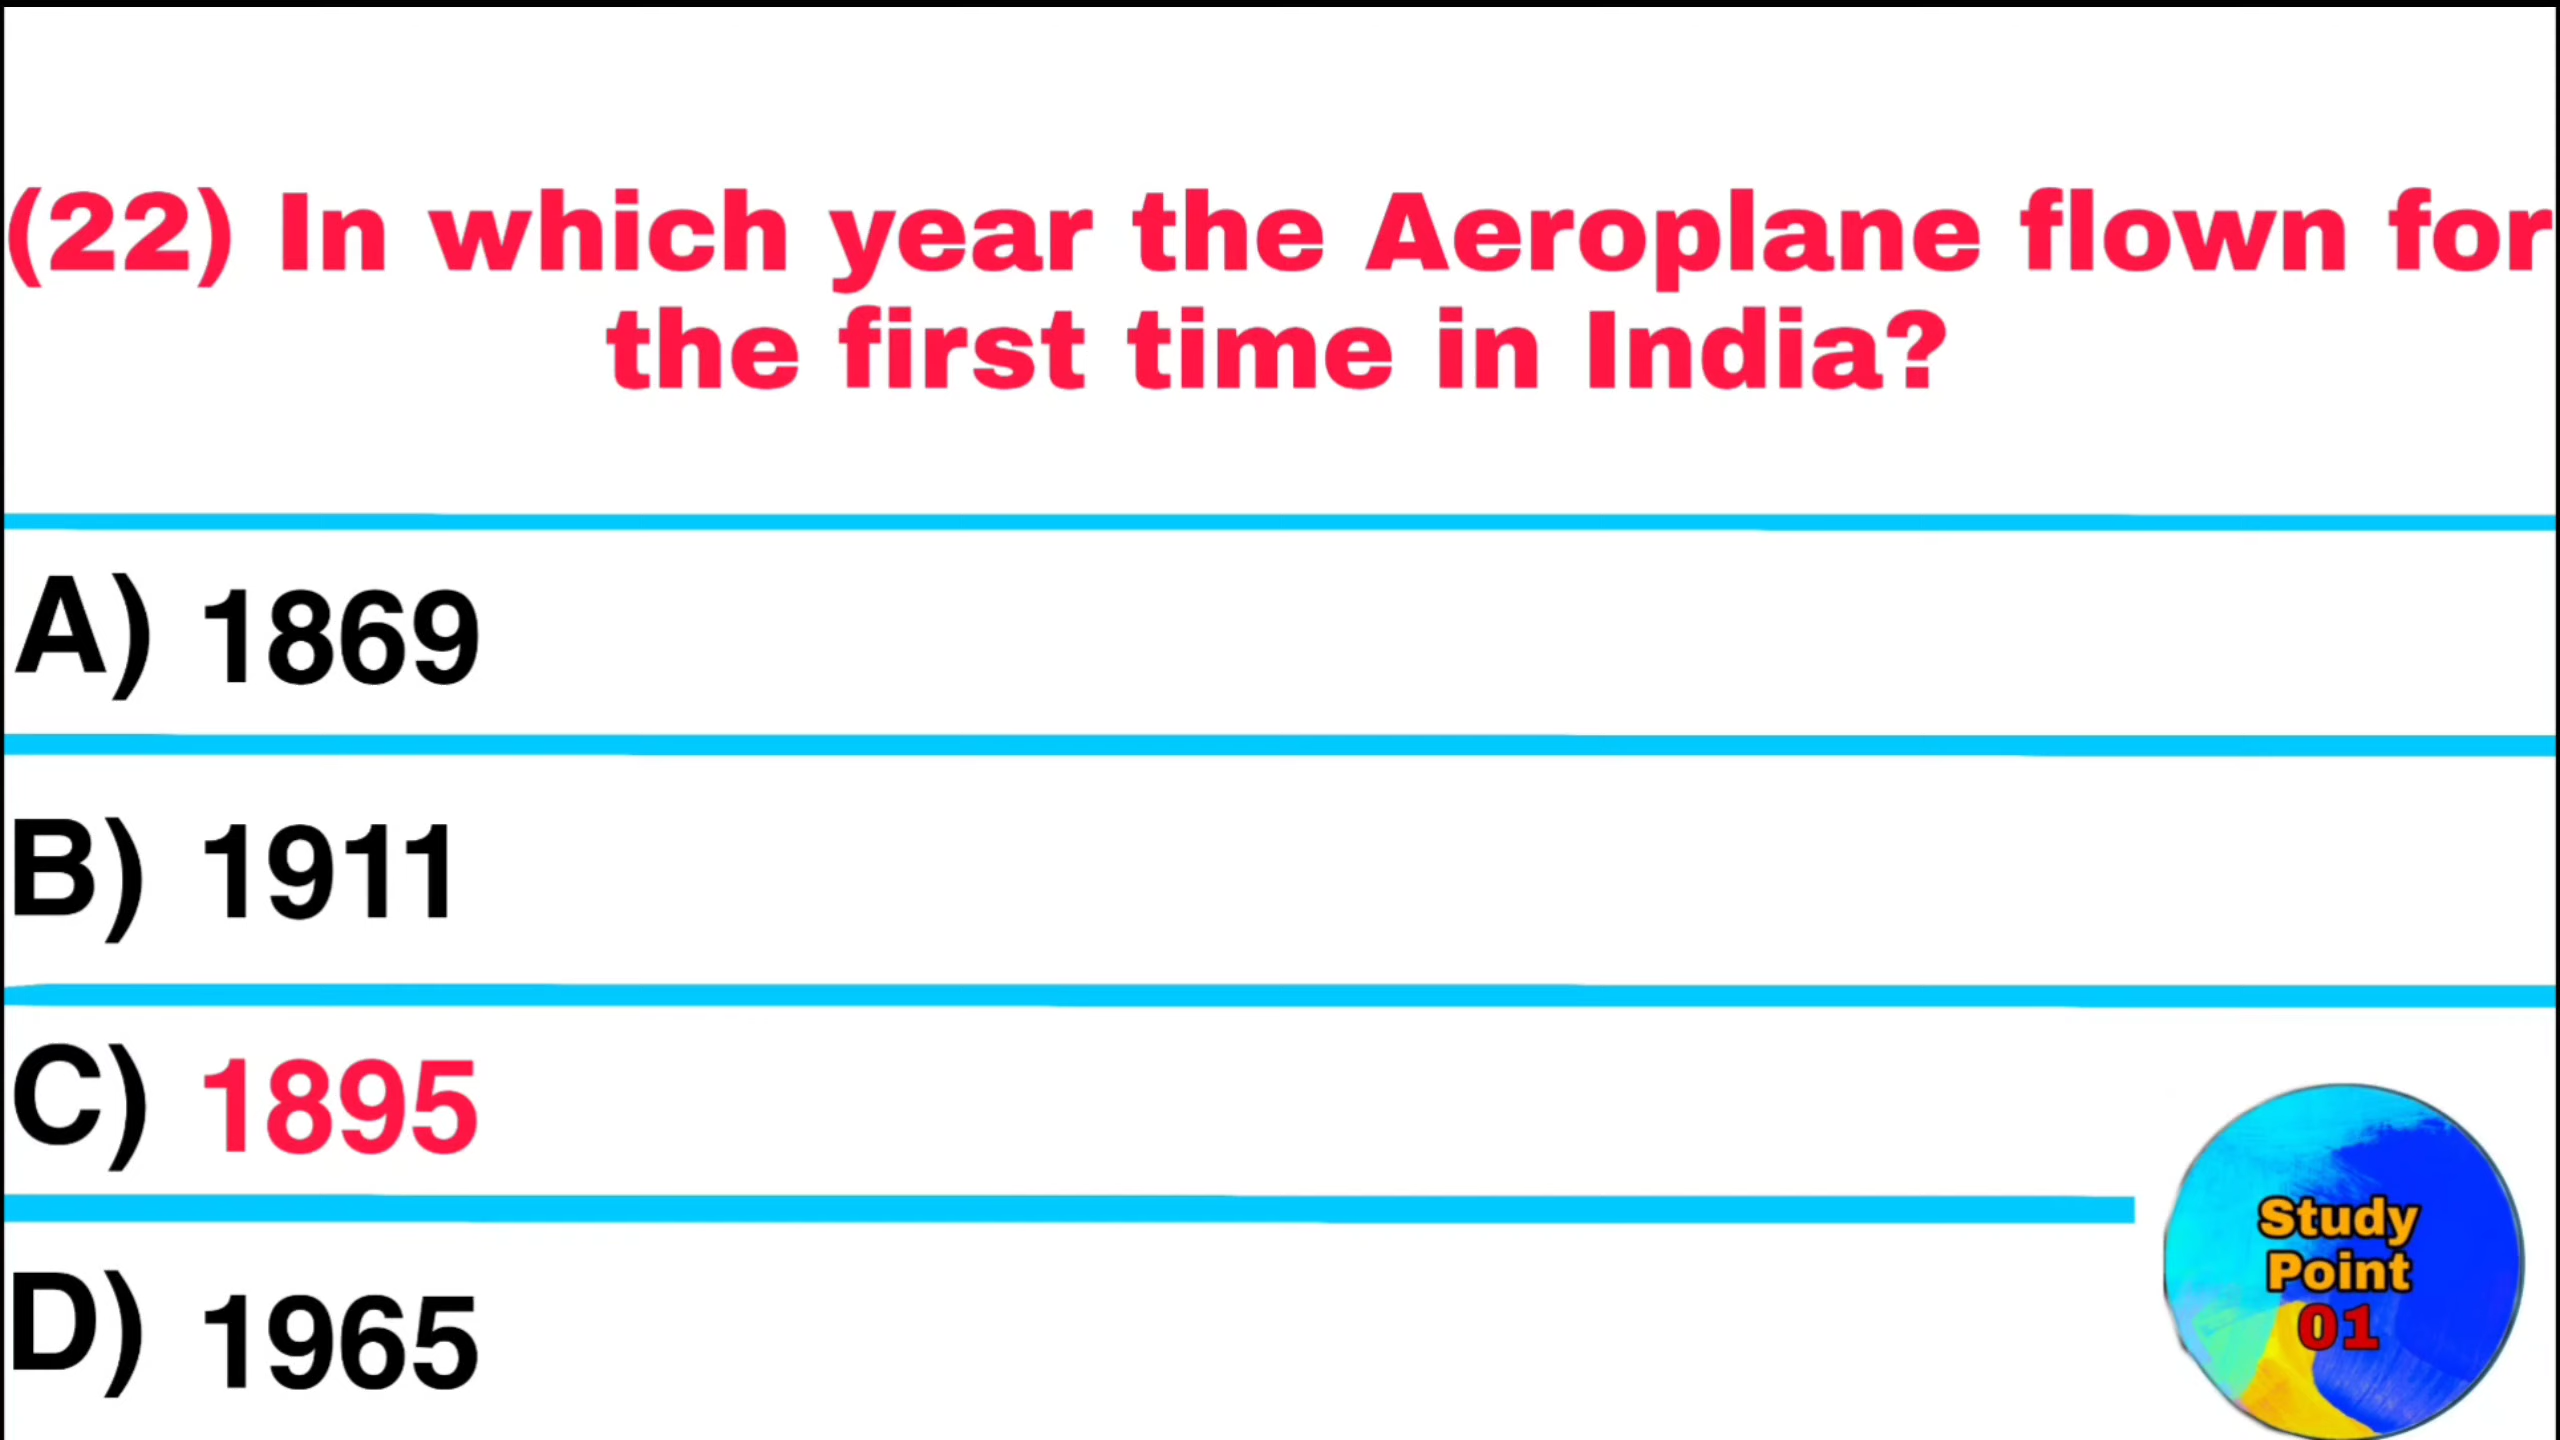 (22) In which year the Aeroplane flown for
the first time in India?
A) 1869
B) 1911
C) 1895
D) 1965
Study
Point
01